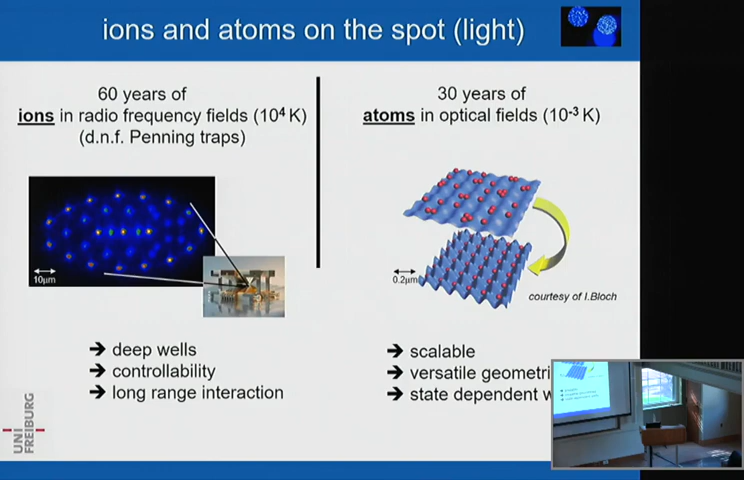 ions and atoms on the spot (light)
60 years of
ions in radio frequency fields (10⁴ K)
(d.n.f. Penning traps)
30 years of
atoms in optical fields (10⁻³ K)
10µm
0.2µm
courtesy of I.Bloch
➔ deep wells
➔ controllability
➔ long range interaction
➔ scalable
➔ versatile geometri
➔ state dependent w
UNI
FREIBURG